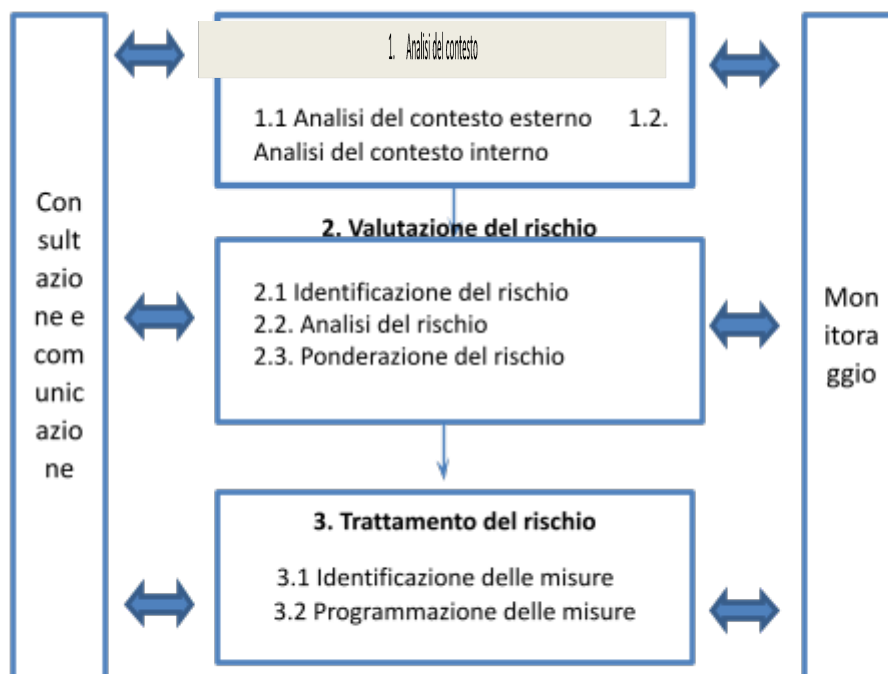 1. Analisi del contesto
1.1 Analisi del contesto esterno 1.2.
Analisi del contesto interno
Con
sult
azio
ne e
com
unic
azio
ne
2. Valutazione del rischio
2.1 Identificazione del rischio
2.2. Analisi del rischio
2.3. Ponderazione del rischio
Mon
itora
ggio
3. Trattamento del rischio
3.1 Identificazione delle misure
3.2 Programmazione delle misure